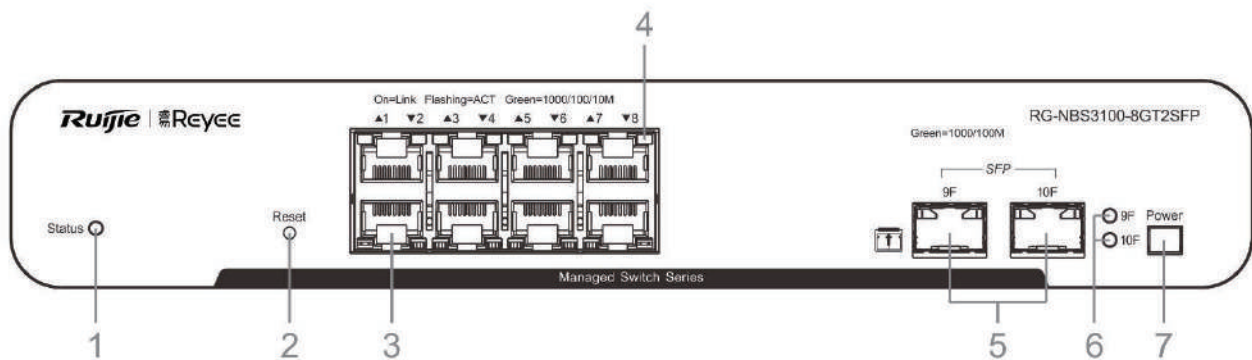 4
On=Link Flashing=ACT Green=1000/100/10M
▲1 ▼2 ▲3 ▼4 ▲5 ▼6 ▲7 ▼8
Ruijie | 锐捷 Reyee
RG-NBS3100-8GT2SFP
Green=1000/100M
SFP
9F 10F
Status
Reset
9F
10F
Power
Managed Switch Series
1 2 3 5 6 7